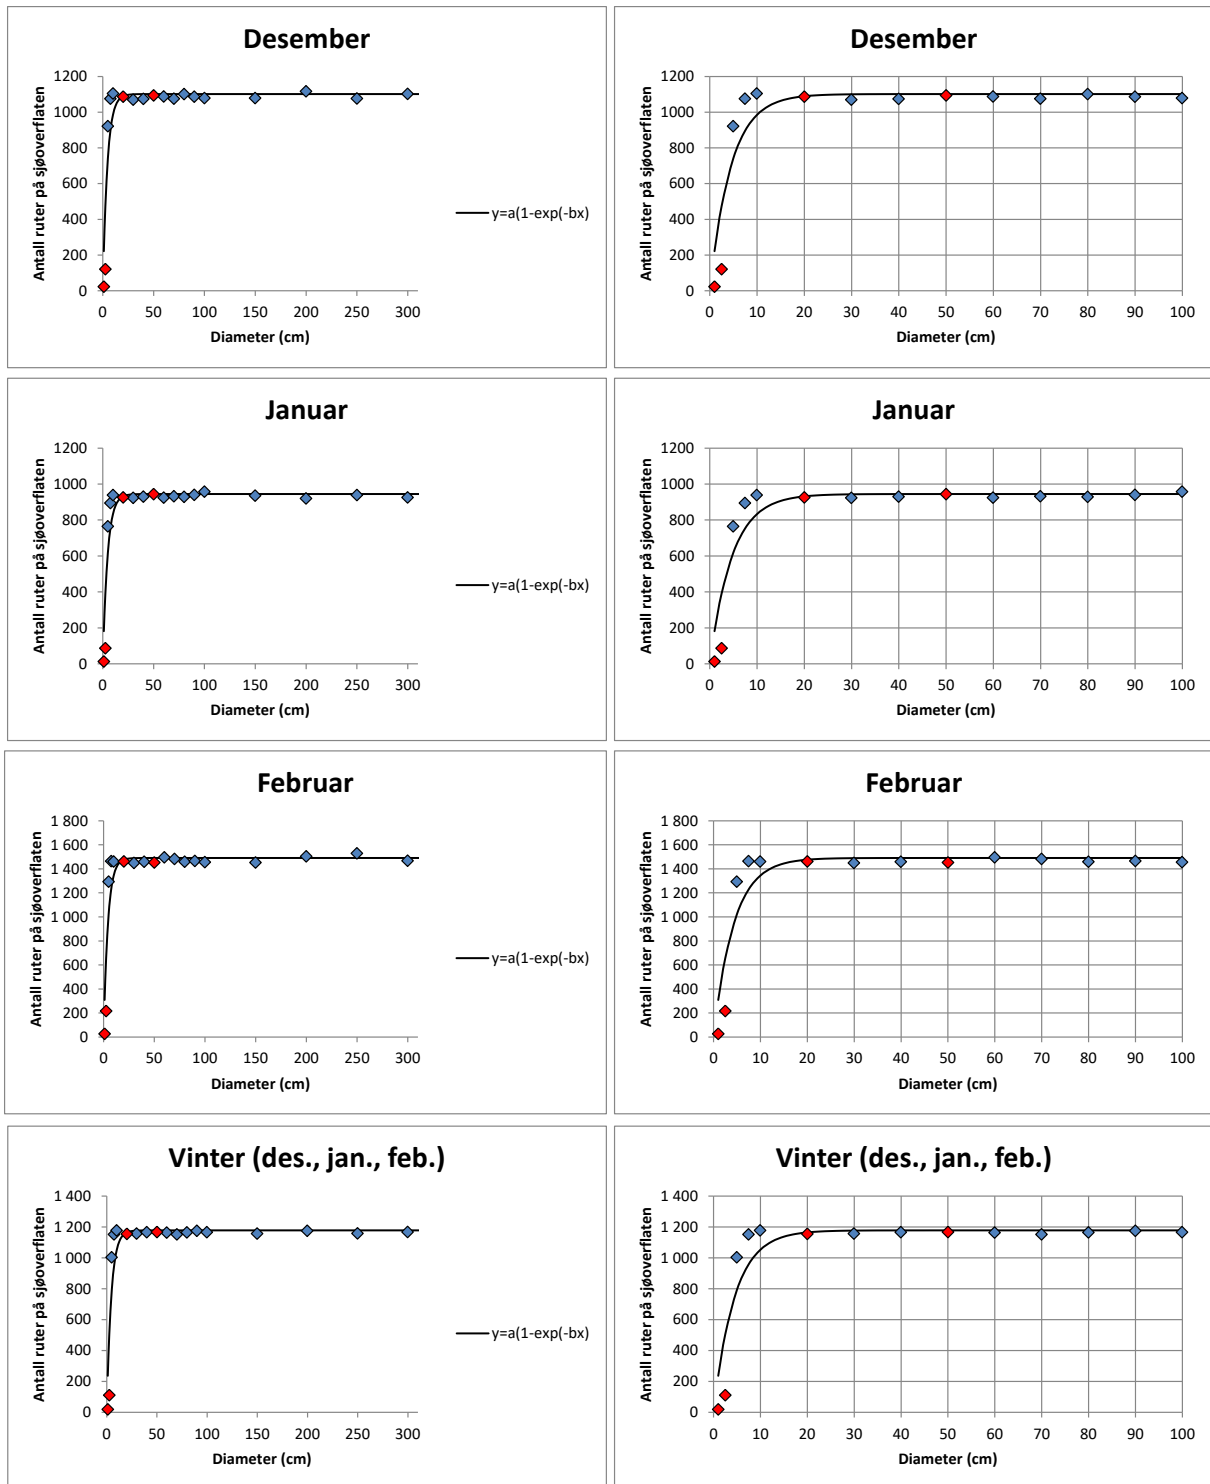 Desember
1200
1000
800
600
400
200
0
0 50 100 150 200 250 300
Antall ruter på sjøoverflaten
Diameter (cm)
y=a(1-exp(-bx)
Desember
1200
1000
800
600
400
200
0
0 10 20 30 40 50 60 70 80 90 100
Antall ruter på sjøoverflaten
Diameter (cm)
Januar
1200
1000
800
600
400
200
0
0 50 100 150 200 250 300
Antall ruter på sjøoverflaten
Diameter (cm)
y=a(1-exp(-bx)
Januar
1200
1000
800
600
400
200
0
0 10 20 30 40 50 60 70 80 90 100
Antall ruter på sjøoverflaten
Diameter (cm)
Februar
1 800
1 600
1 400
1 200
1 000
800
600
400
200
0
0 50 100 150 200 250 300
Antall ruter på sjøoverflaten
Diameter (cm)
y=a(1-exp(-bx)
Februar
1 800
1 600
1 400
1 200
1 000
800
600
400
200
0
0 10 20 30 40 50 60 70 80 90 100
Antall ruter på sjøoverflaten
Diameter (cm)
Vinter (des., jan., feb.)
1 400
1 200
1 000
800
600
400
200
0
0 50 100 150 200 250 300
Antall ruter på sjøoverflaten
Diameter (cm)
y=a(1-exp(-bx)
Vinter (des., jan., feb.)
1 400
1 200
1 000
800
600
400
200
0
0 10 20 30 40 50 60 70 80 90 100
Antall ruter på sjøoverflaten
Diameter (cm)